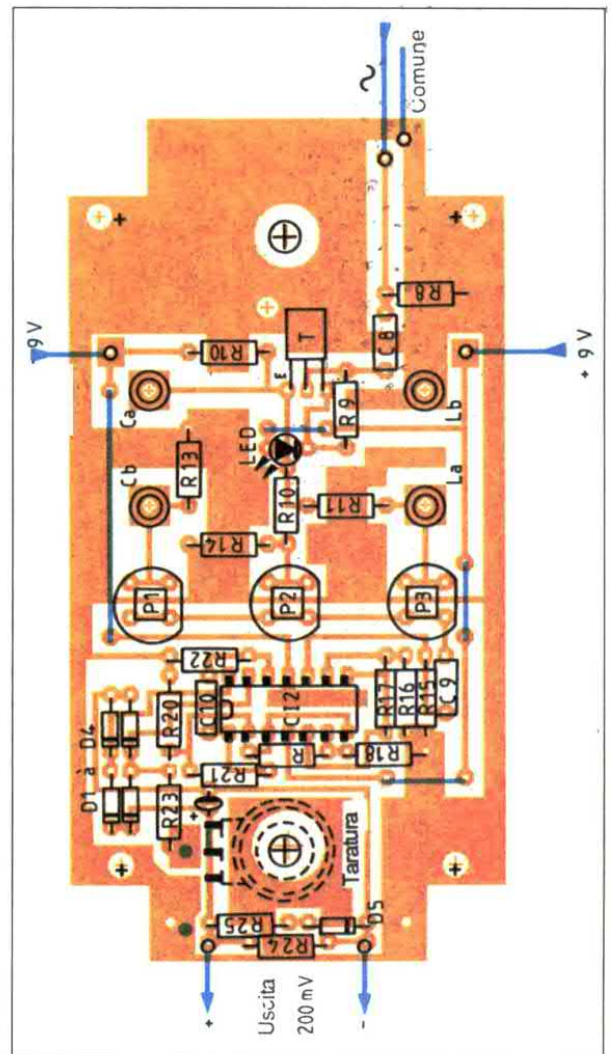 ~
Comune
9 V
+ 9 V
R8
C8
R10
T
E
Ca
Lb
R9
LED
Cb
R13
R10
R11
La
R14
P1
P2
P3
R22
C10
CI2
R17
R16
R15
C9
D1 à D4
R20
R21
R
R18
R23
+
Taratura
R25
R24
D5
+
Uscita
200 mV
-